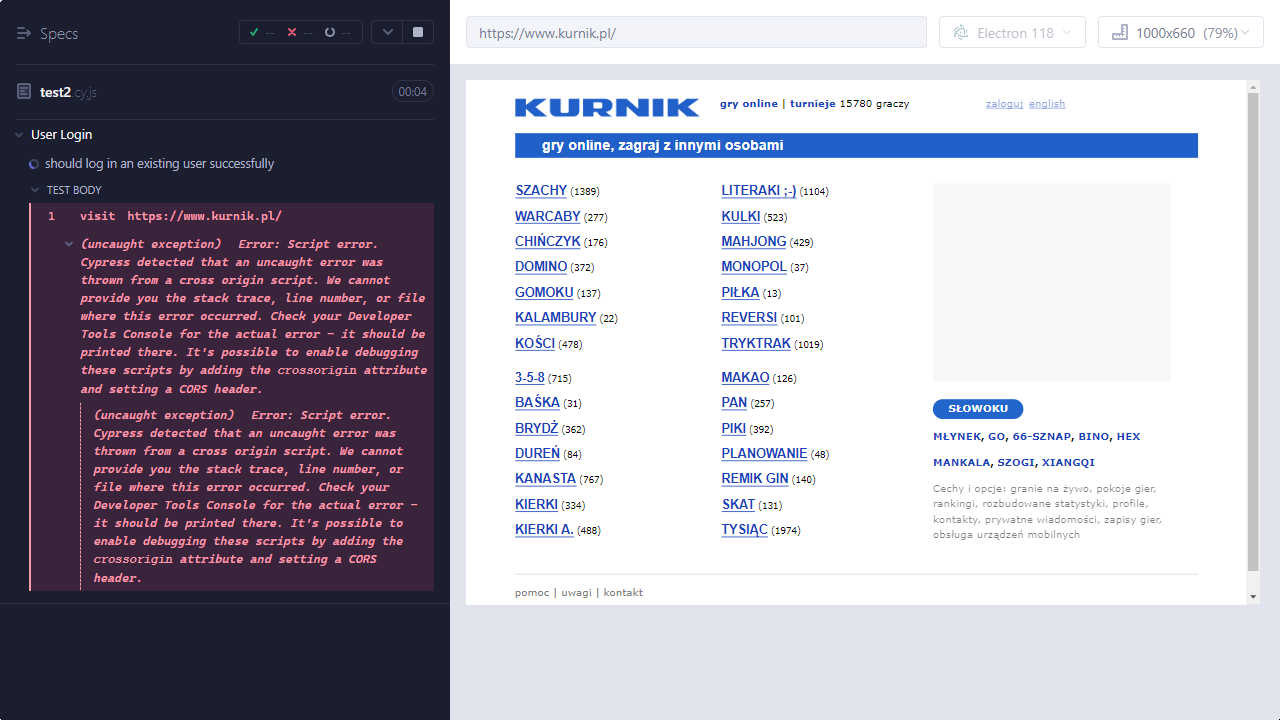 Specs
--
--
--
test2.cy.js
00:04
User Login
should log in an existing user successfully
TEST BODY
1 visit https://www.kurnik.pl/
(uncaught exception) Error: Script error.
Cypress detected that an uncaught error was
thrown from a cross origin script. We cannot
provide you the stack trace, line number, or file
where this error occurred. Check your Developer
Tools Console for the actual error – it should be
printed there. It's possible to enable debugging
these scripts by adding the crossorigin attribute
and setting a CORS header.
(uncaught exception) Error: Script error.
Cypress detected that an uncaught error was
thrown from a cross origin script. We cannot
provide you the stack trace, line number, or
file where this error occurred. Check your
Developer Tools Console for the actual error –
it should be printed there. It's possible to
enable debugging these scripts by adding the
crossorigin attribute and setting a CORS
header.
https://www.kurnik.pl/
Electron 118
1000x660 (79%)
KURNIK
gry online | turnieje 15780 graczy
zaloguj english
gry online, zagraj z innymi osobami
SZACHY (1389)
WARCABY (277)
CHIŃCZYK (176)
DOMINO (372)
GOMOKU (137)
KALAMBURY (22)
KOŚCI (478)
3-5-8 (715)
BAŚKA (31)
BRYDŻ (362)
DUREŃ (84)
KANASTA (767)
KIERKI (334)
KIERKI A. (488)
LITERAKI ;-) (1104)
KULKI (523)
MAHJONG (429)
MONOPOL (37)
PIŁKA (13)
REVERSI (101)
TRYKTRAK (1019)
MAKAO (126)
PAN (257)
PIKI (392)
PLANOWANIE (48)
REMIK GIN (140)
SKAT (131)
TYSIĄC (1974)
SŁOWOKU
MŁYNEK, GO, 66-SZNAP, BINO, HEX
MANKALA, SZOGI, XIANGQI
Cechy i opcje: granie na żywo, pokoje gier,
rankingi, rozbudowane statystyki, profile,
kontakty, prywatne wiadomości, zapisy gier,
obsługa urządzeń mobilnych
pomoc | uwagi | kontakt